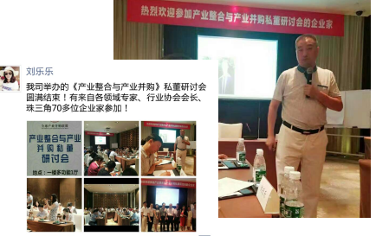 热烈欢迎参加产业整合与产业并购私董研讨会的企业家
刘乐乐
我司举办的《产业整合与产业并购》私董研讨会
圆满结束！有来自各领域专家、行业协会会长、
珠三角70多位企业家参加！
产业整合与产业
并购私董
研讨会